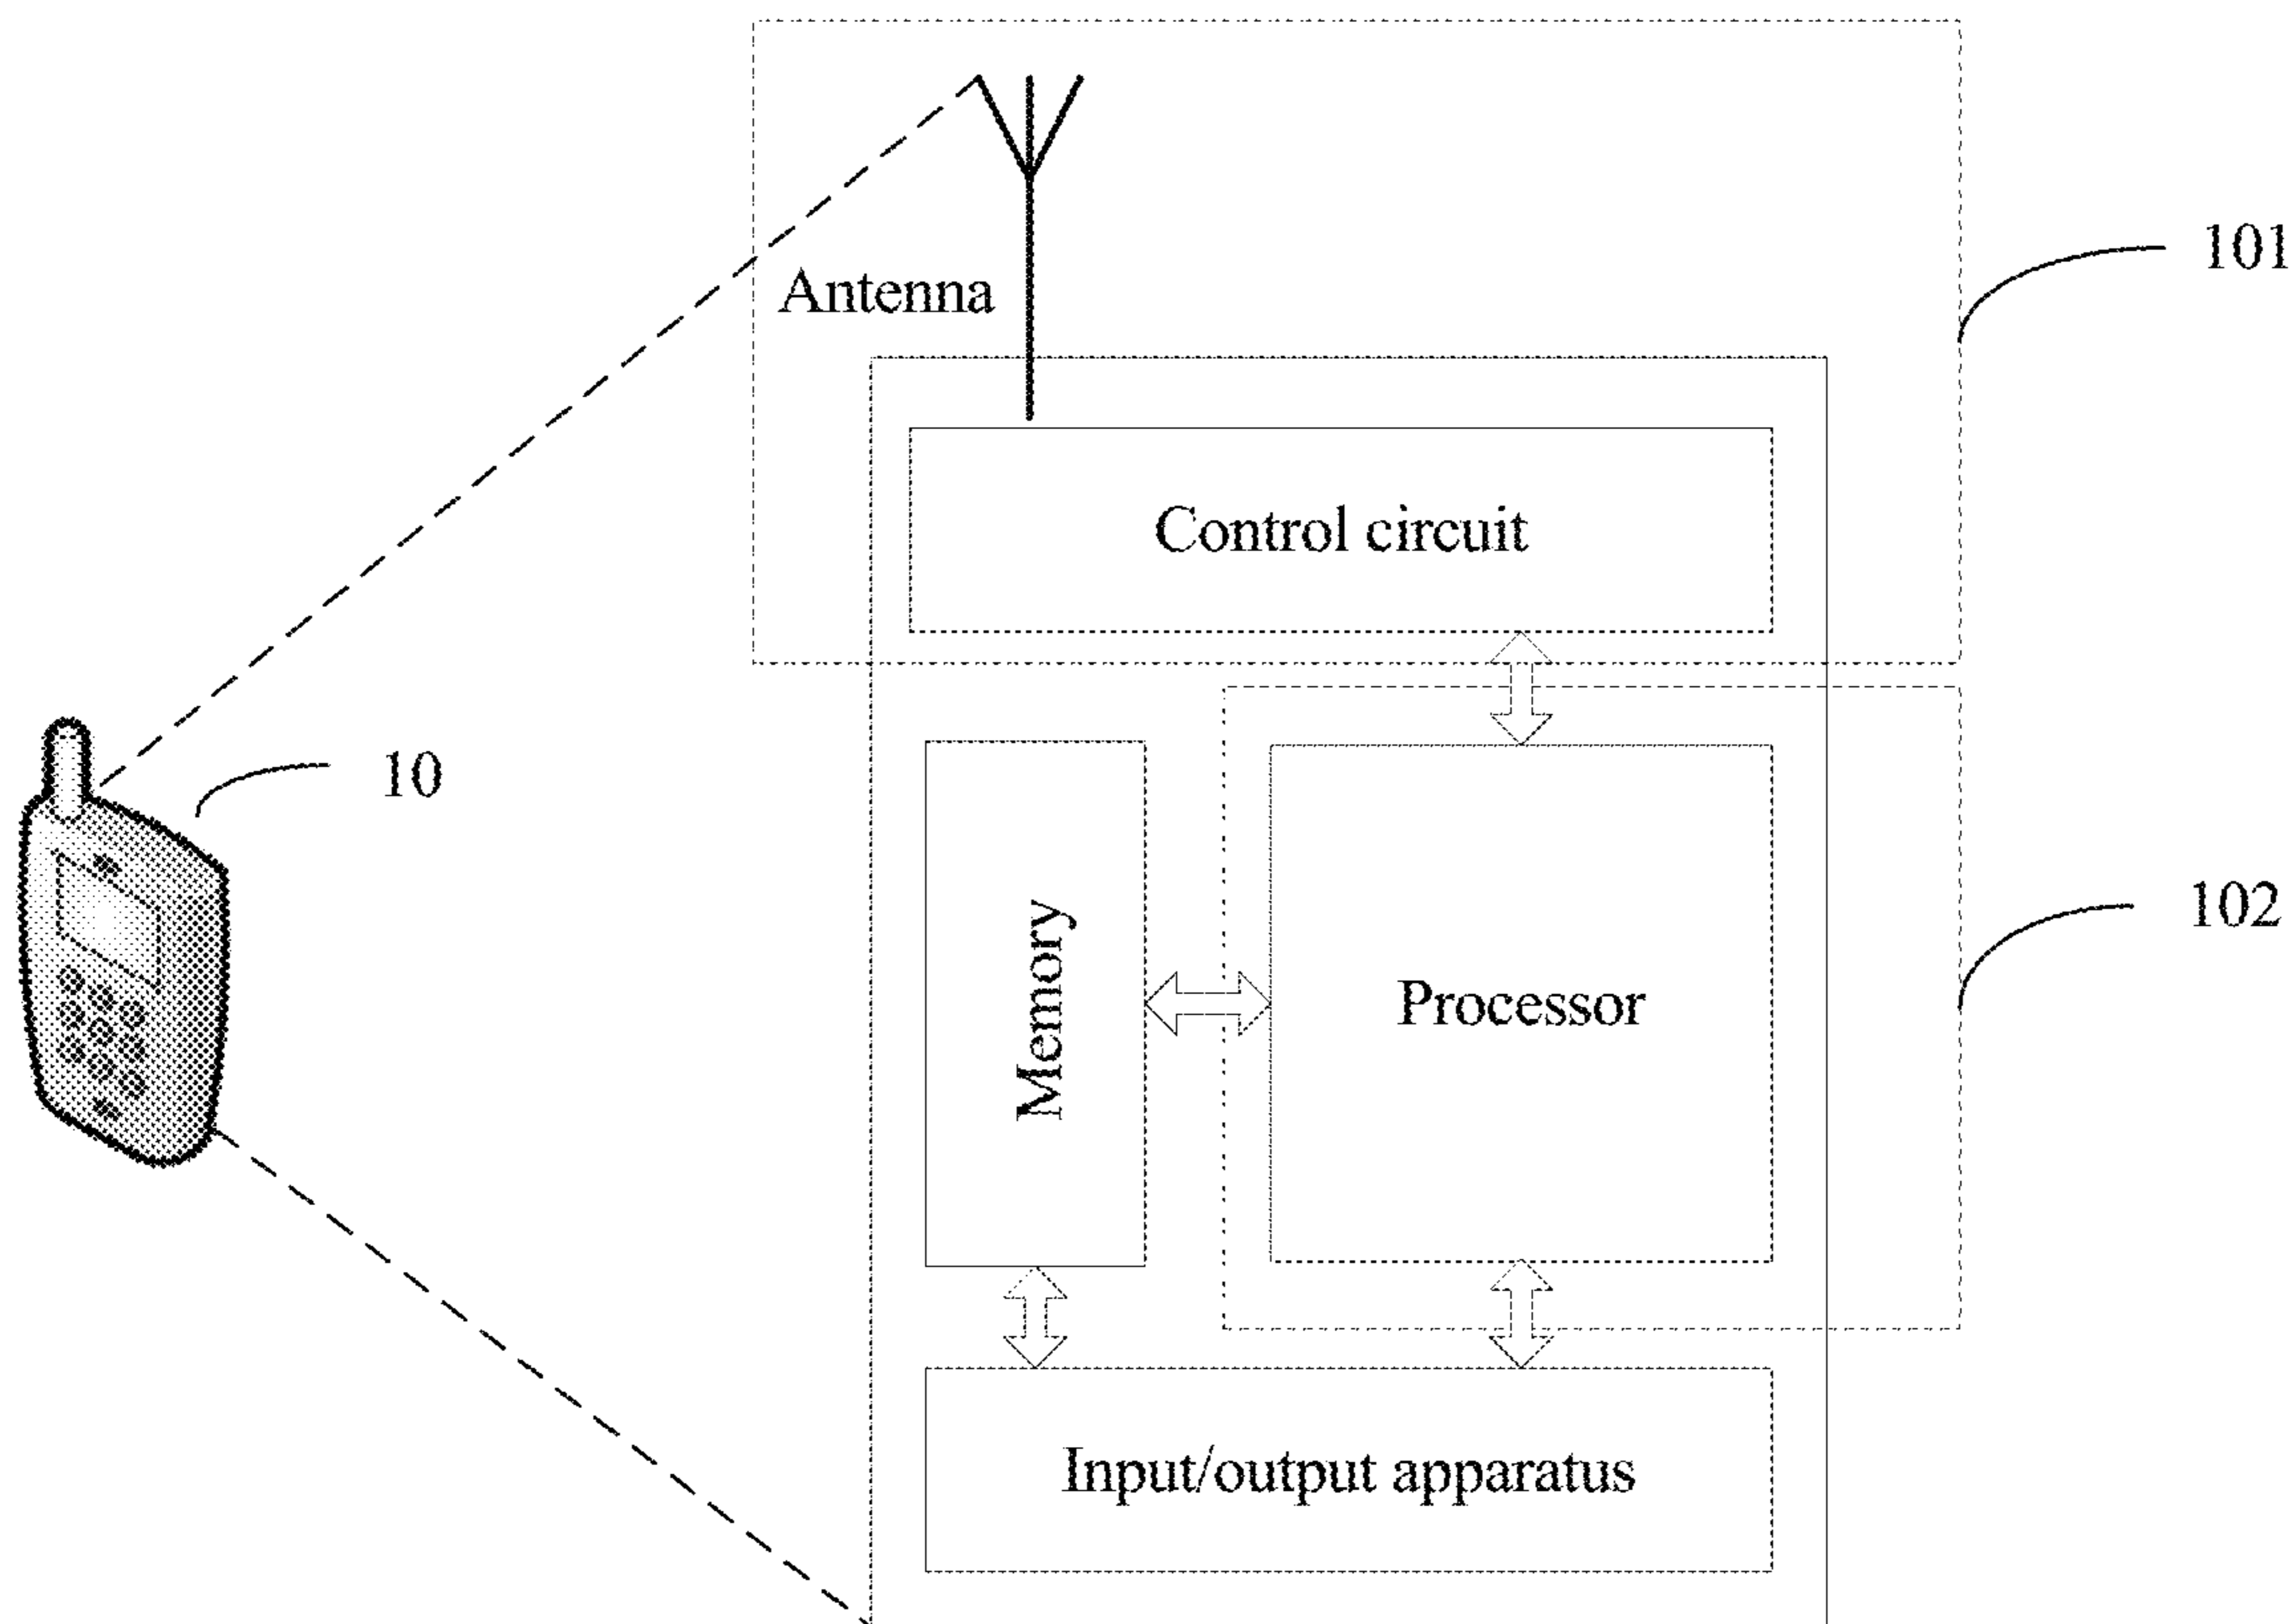 101
Antenna
Control circuit
10
102
Memory
Processor
Input/output apparatus